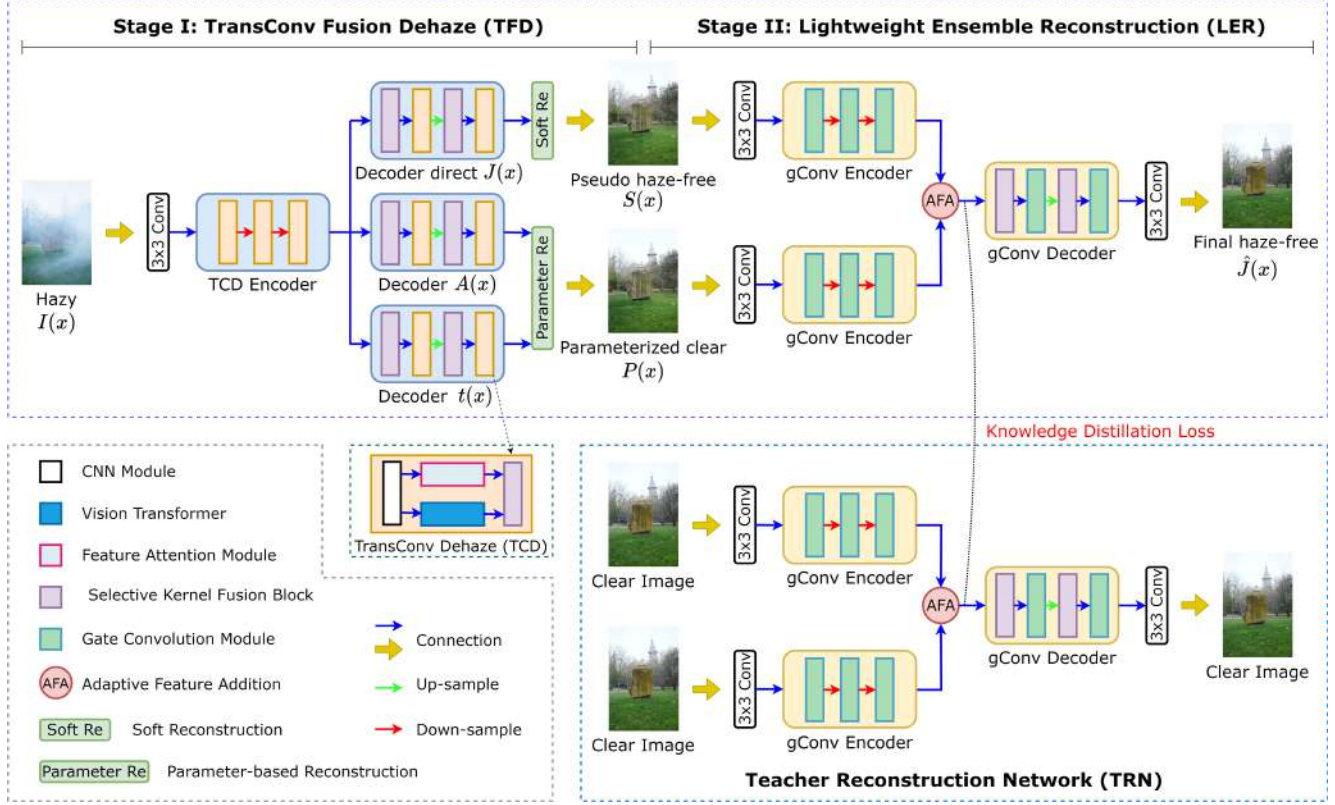 Stage I: TransConv Fusion Dehaze (TFD)
Stage II: Lightweight Ensemble Reconstruction (LER)
Hazy
I(x)
3x3 Conv
TCD Encoder
Decoder direct J(x)
Decoder A(x)
Decoder t(x)
Soft Re
Parameter Re
Pseudo haze-free
S(x)
Parameterized clear
P(x)
3x3 Conv
gConv Encoder
3x3 Conv
gConv Encoder
AFA
gConv Decoder
3x3 Conv
Final haze-free
Ĵ(x)
Knowledge Distillation Loss
CNN Module
Vision Transformer
Feature Attention Module
Selective Kernel Fusion Block
Gate Convolution Module
AFA Adaptive Feature Addition
Soft Re Soft Reconstruction
Parameter Re Parameter-based Reconstruction
Connection
Up-sample
Down-sample
TransConv Dehaze (TCD)
Clear Image
3x3 Conv
gConv Encoder
Clear Image
3x3 Conv
gConv Encoder
AFA
gConv Decoder
3x3 Conv
Clear Image
Teacher Reconstruction Network (TRN)